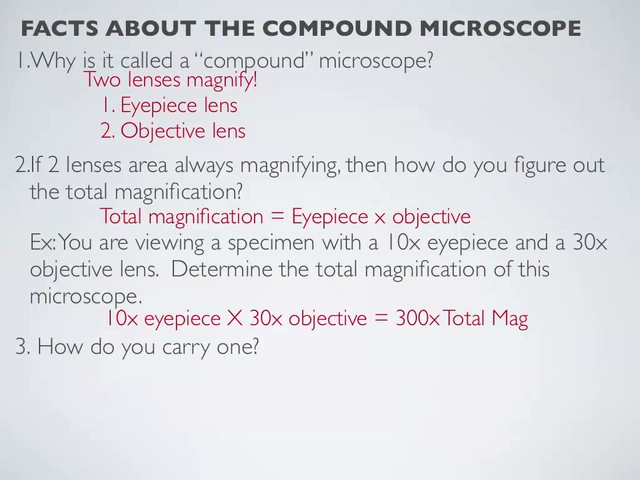 FACTS ABOUT THE COMPOUND MICROSCOPE
1.Why is it called a “compound” microscope?
Two lenses magnify!
1. Eyepiece lens
2. Objective lens
2.If 2 lenses area always magnifying, then how do you figure out
the total magnification?
Total magnification = Eyepiece x objective
Ex: You are viewing a specimen with a 10x eyepiece and a 30x
objective lens. Determine the total magnification of this
microscope.
10x eyepiece X 30x objective = 300x Total Mag
3. How do you carry one?